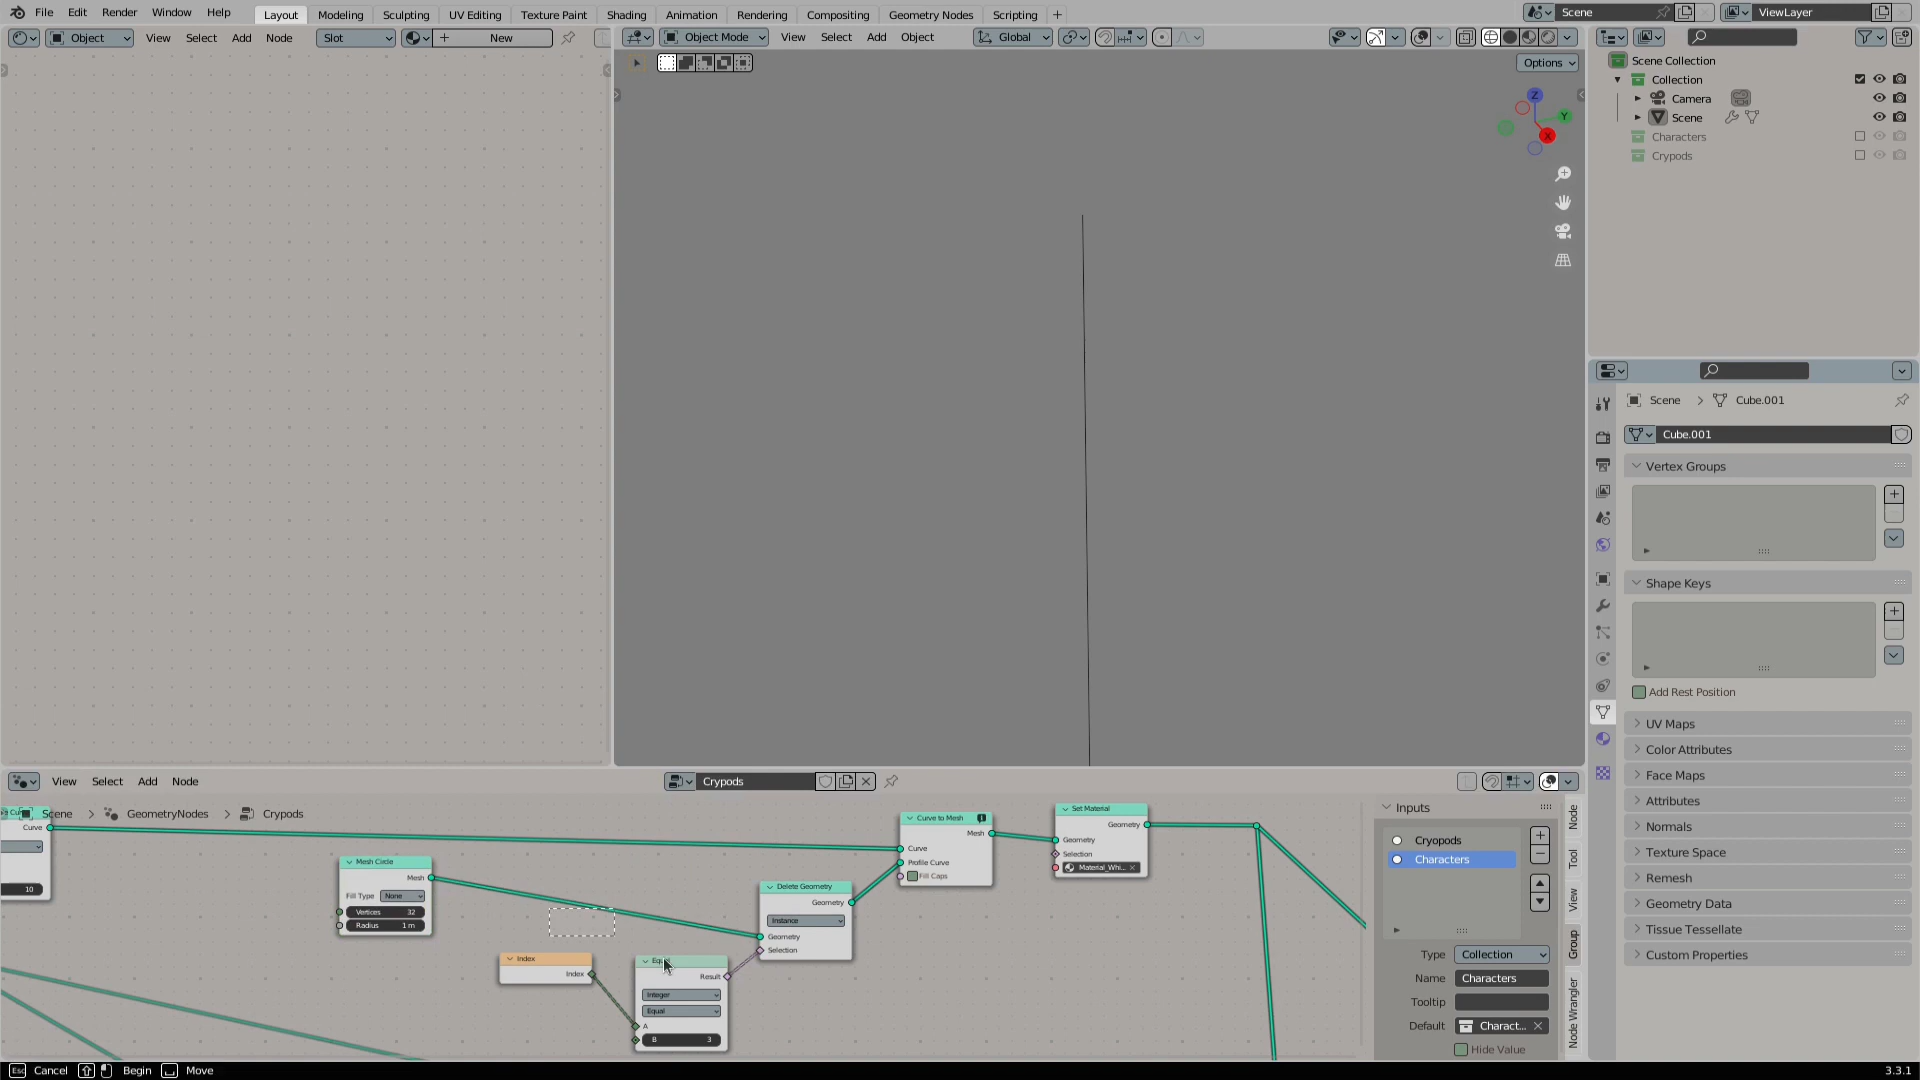 File Edit Render Window Help Layout Modeling Sculpting UV Editing Texture Paint Shading Animation Rendering Compositing Geometry Nodes Scripting Scene ViewLayer
Object View Select Add Node Slot New
Object Mode View Select Add Object Global
Options
Scene Collection
Collection
Camera
Scene
Characters
Crypods
Z
Y
X
Scene > Cube.001
Cube.001
Vertex Groups
Shape Keys
Add Rest Position
UV Maps
Color Attributes
Face Maps
Attributes
Normals
Texture Space
Remesh
Geometry Data
Tissue Tessellate
Custom Properties
View Select Add Node Crypods
Scene > GeometryNodes > Crypods
Curve
10
Mesh Circle
Mesh
Fill Type None
Vertices 32
Radius 1 m
Index
Index
Result
Integer
Equal
A
B 3
Delete Geometry
Geometry
Instance
Geometry
Selection
Curve to Mesh
Mesh
Curve
Profile Curve
Fill Caps
Set Material
Geometry
Geometry
Selection
Material_Whi...
Inputs
Cryopods
Characters
Type Collection
Name Characters
Tooltip
Default Charact...
Hide Value
Node
Tool
View
Group
Node Wrangler
Esc Cancel Begin Move 3.3.1